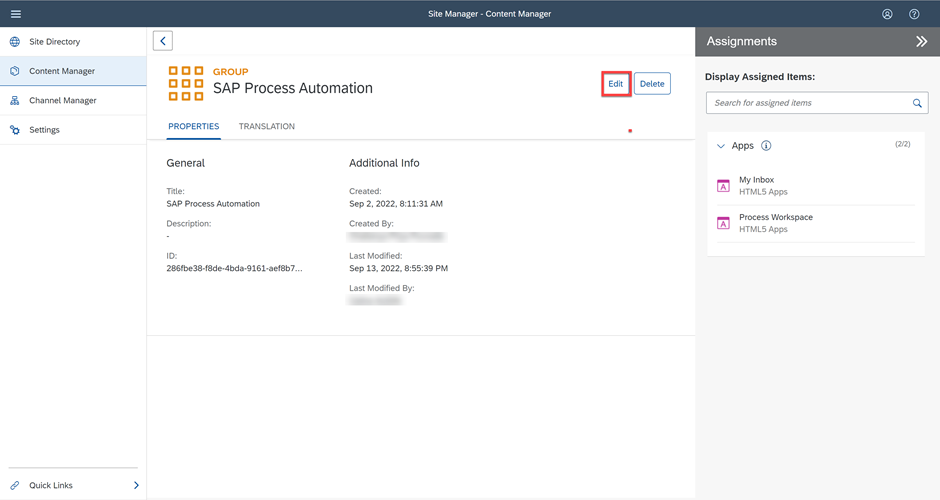 Site Manager - Content Manager
Site Directory
Content Manager
Channel Manager
Settings
Quick Links
GROUP
SAP Process Automation
Edit
Delete
PROPERTIES
TRANSLATION
General
Title:
SAP Process Automation
Description:
-
ID:
286fbe38-f8de-4bda-9161-aef8b7...
Additional Info
Created:
Sep 2, 2022, 8:11:31 AM
Created By:
Last Modified:
Sep 13, 2022, 8:55:39 PM
Last Modified By:
Assignments
Display Assigned Items:
Search for assigned items
Apps
(2/2)
A
My Inbox
HTML5 Apps
A
Process Workspace
HTML5 Apps